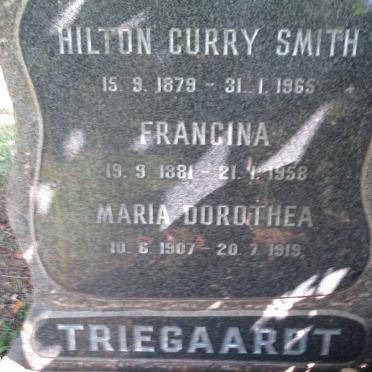 HILTON CURRY SMITH
15. 9. 1879 - 31. 1. 1965
FRANCINA
19. 9. 1881 - 21. 1. 1958
MARIA DOROTHEA
10. 6. 1907 - 20. 7. 1919
TRIEGAARDT